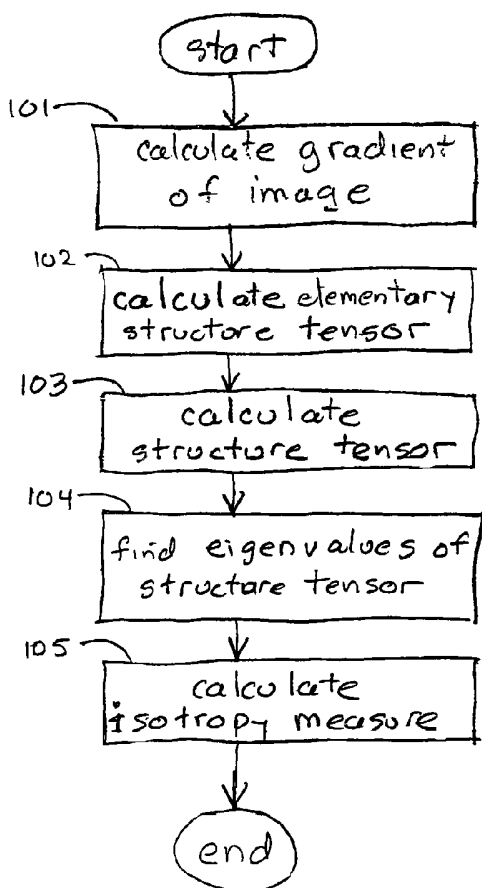 start
101
calculate gradient
of image
102
calculate elementary
structure tensor
103
calculate
structure tensor
104
find eigenvalues of
structure tensor
105
calculate
isotropy measure
end